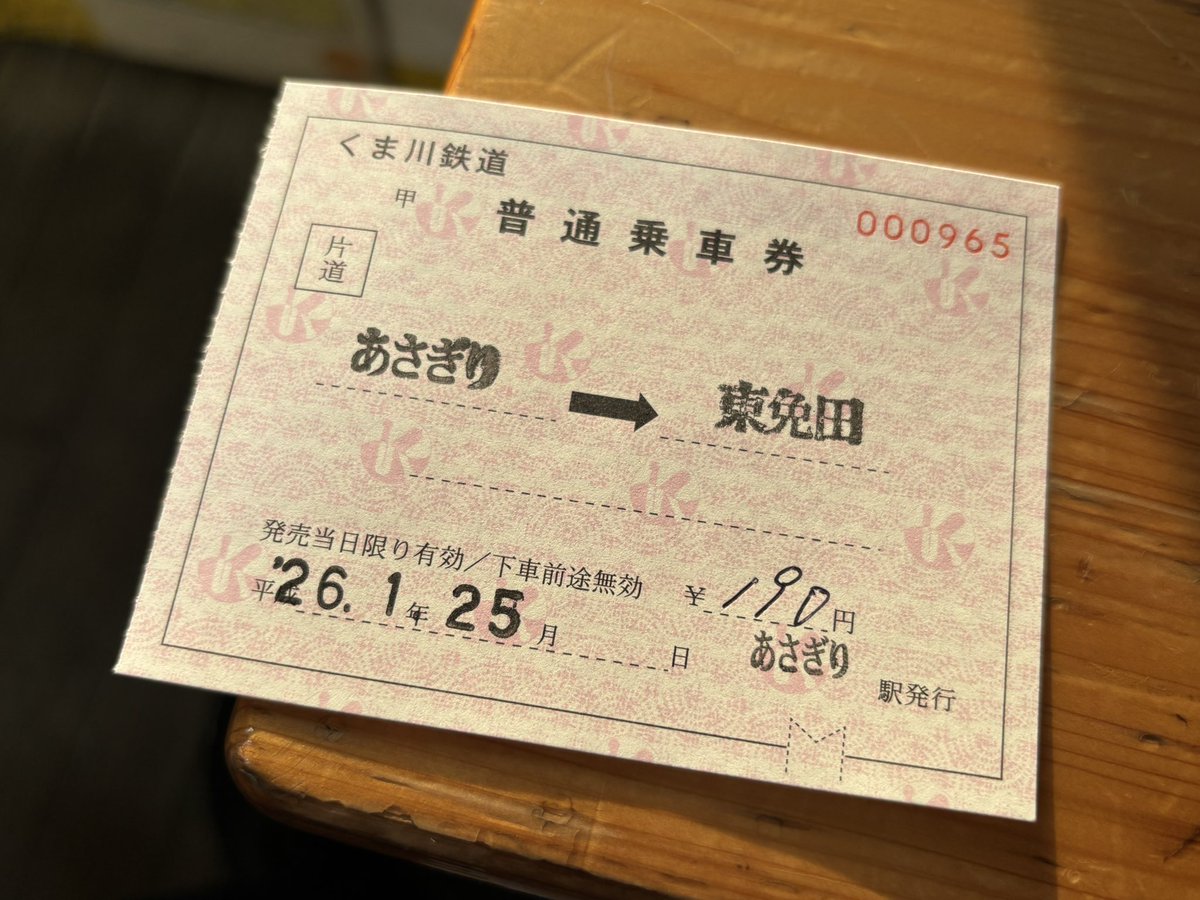 くま川鉄道
甲
普通乗車券
000965
片道
あさぎり → 東免田
発売当日限り有効／下車前途無効
¥190円
平成'26.1年25月 日
あさぎり駅発行